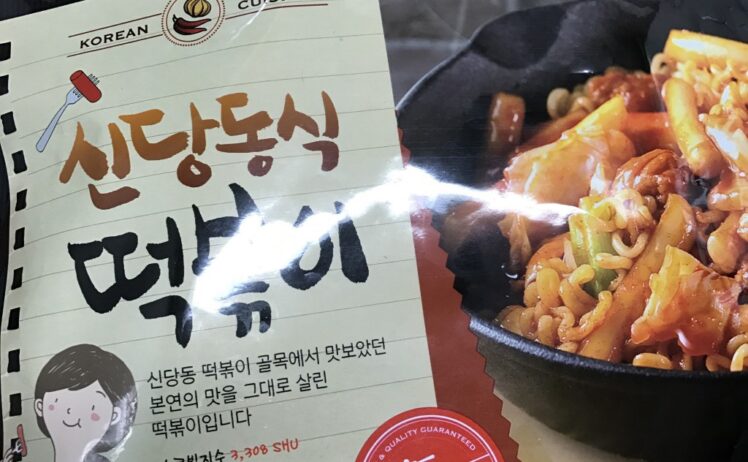 KOREAN
신당동식
떡볶이
신당동 떡볶이 골목에서 맛보았던
본연의 맛을 그대로 살린
떡볶이입니다
3,308 SHU
& QUALITY GUARANTEED